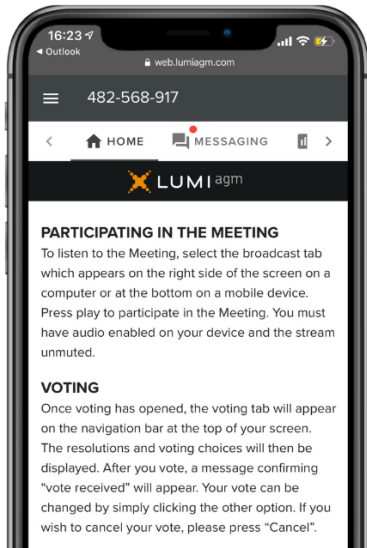 16:23
◀ Outlook
web.lumiagm.com
482-568-917
HOME
MESSAGING
LUMI agm
PARTICIPATING IN THE MEETING
To listen to the Meeting, select the broadcast tab
which appears on the right side of the screen on a
computer or at the bottom on a mobile device.
Press play to participate in the Meeting. You must
have audio enabled on your device and the stream
unmuted.
VOTING
Once voting has opened, the voting tab will appear
on the navigation bar at the top of your screen.
The resolutions and voting choices will then be
displayed. After you vote, a message confirming
“vote received” will appear. Your vote can be
changed by simply clicking the other option. If you
wish to cancel your vote, please press “Cancel”.